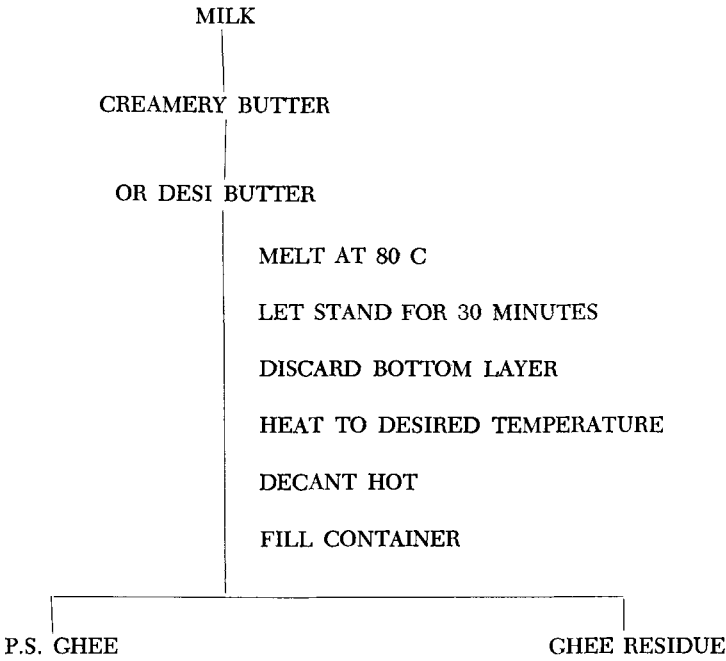 MILK
CREAMERY BUTTER
OR DESI BUTTER
MELT AT 80 C
LET STAND FOR 30 MINUTES
DISCARD BOTTOM LAYER
HEAT TO DESIRED TEMPERATURE
DECANT HOT
FILL CONTAINER
P.S. GHEE GHEE RESIDUE